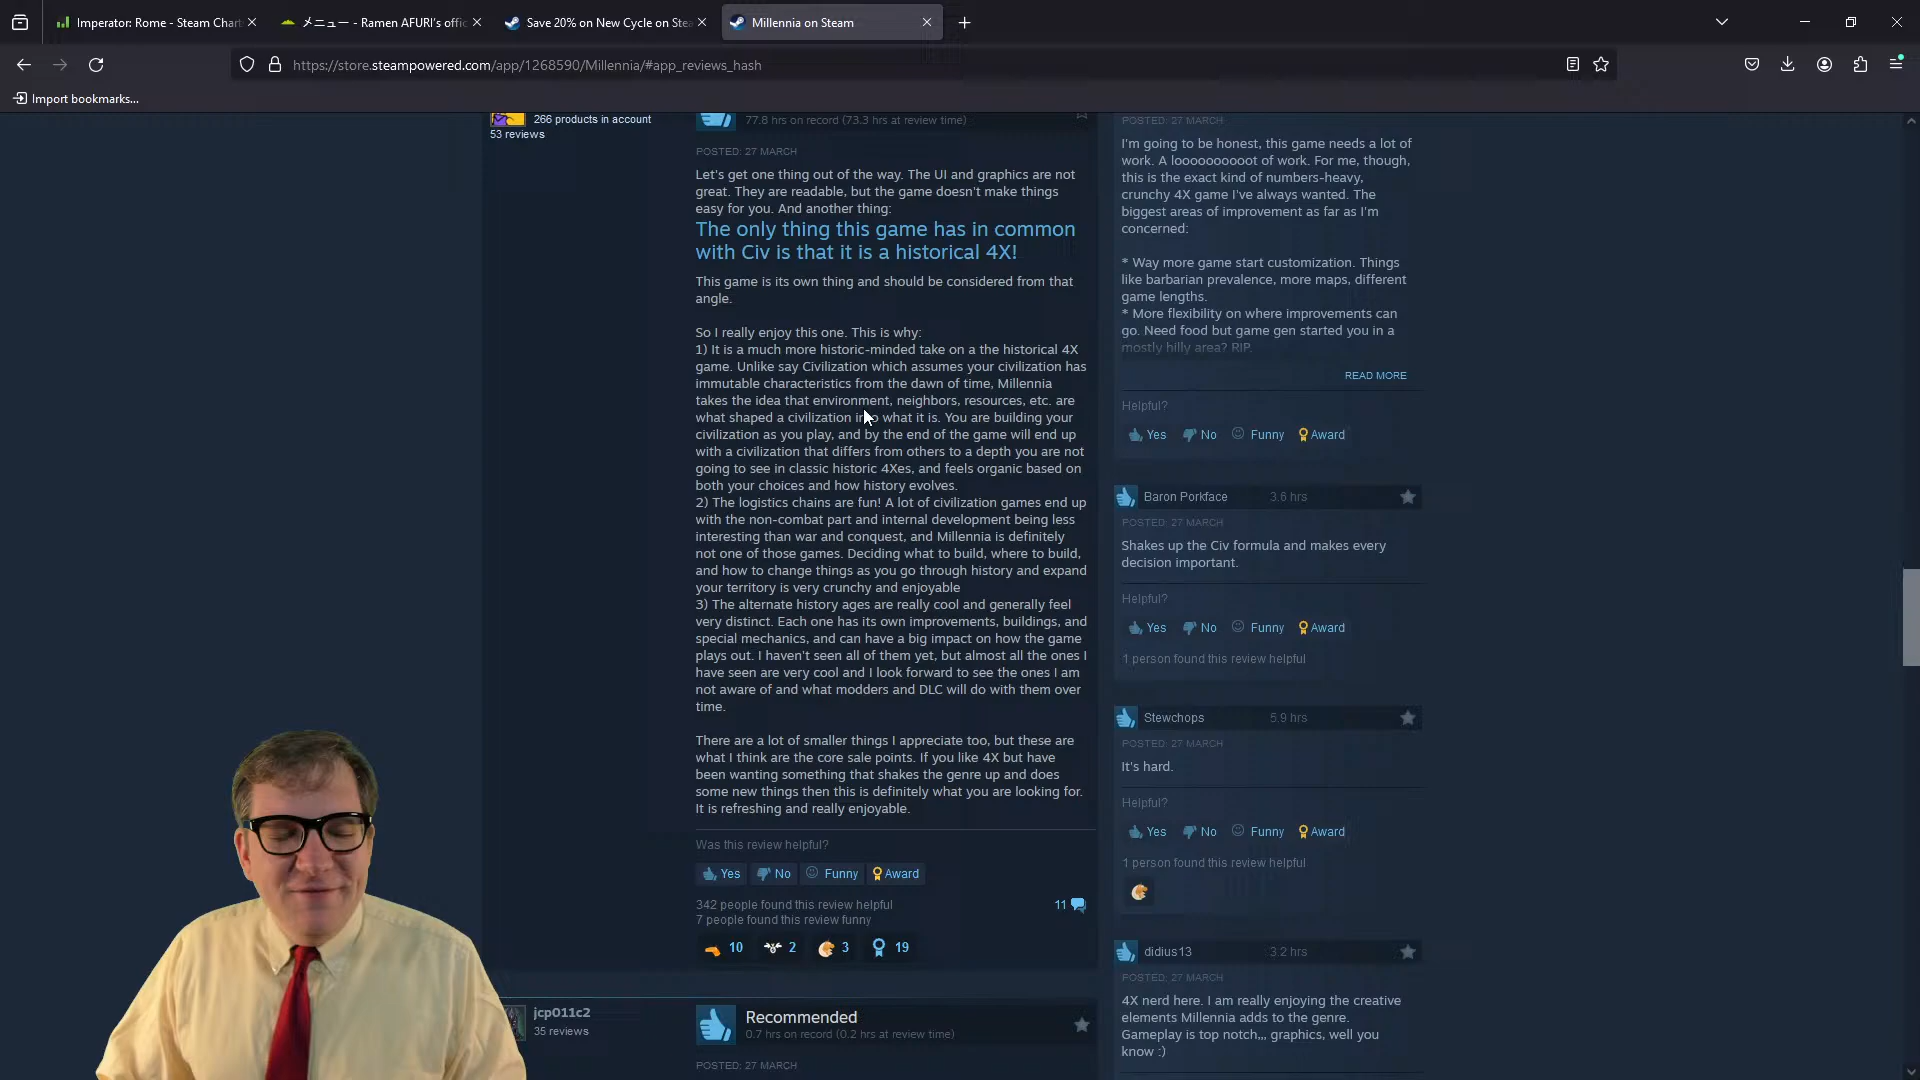 Imperator: Rome - Steam Chart
メニュー - Ramen AFURI's offic
Save 20% on New Cycle on Stea
Millennia on Steam
https://store.steampowered.com/app/1268590/Millennia/#app_reviews_hash
Import bookmarks...
266 products in account
53 reviews
77.8 hrs on record (73.3 hrs at review time)
POSTED: 27 MARCH
Let's get one thing out of the way. The UI and graphics are not
great. They are readable, but the game doesn't make things
easy for you. And another thing:
The only thing this game has in common
with Civ is that it is a historical 4X!
This game is its own thing and should be considered from that
angle.
So I really enjoy this one. This is why:
1) It is a much more historic-minded take on a the historical 4X
game. Unlike say Civilization which assumes your civilization has
immutable characteristics from the dawn of time, Millennia
takes the idea that environment, neighbors, resources, etc. are
what shaped a civilization into what it is. You are building your
civilization as you play, and by the end of the game will end up
with a civilization that differs from others to a depth you are not
going to see in classic historic 4Xes, and feels organic based on
both your choices and how history evolves.
2) The logistics chains are fun! A lot of civilization games end up
with the non-combat part and internal development being less
interesting than war and conquest, and Millennia is definitely
not one of those games. Deciding what to build, where to build,
and how to change things as you go through history and expand
your territory is very crunchy and enjoyable
3) The alternate history ages are really cool and generally feel
very distinct. Each one has its own improvements, buildings, and
special mechanics, and can have a big impact on how the game
plays out. I haven't seen all of them yet, but almost all the ones I
have seen are very cool and I look forward to see the ones I am
not aware of and what modders and DLC will do with them over
time.
There are a lot of smaller things I appreciate too, but these are
what I think are the core sale points. If you like 4X but have
been wanting something that shakes the genre up and does
some new things then this is definitely what you are looking for.
It is refreshing and really enjoyable.
Was this review helpful?
Yes No Funny Award
342 people found this review helpful
7 people found this review funny
11
10 2 3 19
jcp011c2
35 reviews
Recommended
0.7 hrs on record (0.2 hrs at review time)
POSTED: 27 MARCH
POSTED: 27 MARCH
I'm going to be honest, this game needs a lot of
work. A loooooooooot of work. For me, though,
this is the exact kind of numbers-heavy,
crunchy 4X game I've always wanted. The
biggest areas of improvement as far as I'm
concerned:
* Way more game start customization. Things
like barbarian prevalence, more maps, different
game lengths.
* More flexibility on where improvements can
go. Need food but game gen started you in a
mostly hilly area? RIP.
READ MORE
Helpful?
Yes No Funny Award
Baron Porkface 3.6 hrs
POSTED: 27 MARCH
Shakes up the Civ formula and makes every
decision important.
Helpful?
Yes No Funny Award
1 person found this review helpful
Stewchops 5.9 hrs
POSTED: 27 MARCH
It's hard.
Helpful?
Yes No Funny Award
1 person found this review helpful
didius13 3.2 hrs
POSTED: 27 MARCH
4X nerd here. I am really enjoying the creative
elements Millennia adds to the genre.
Gameplay is top notch,,, graphics, well you
know :)